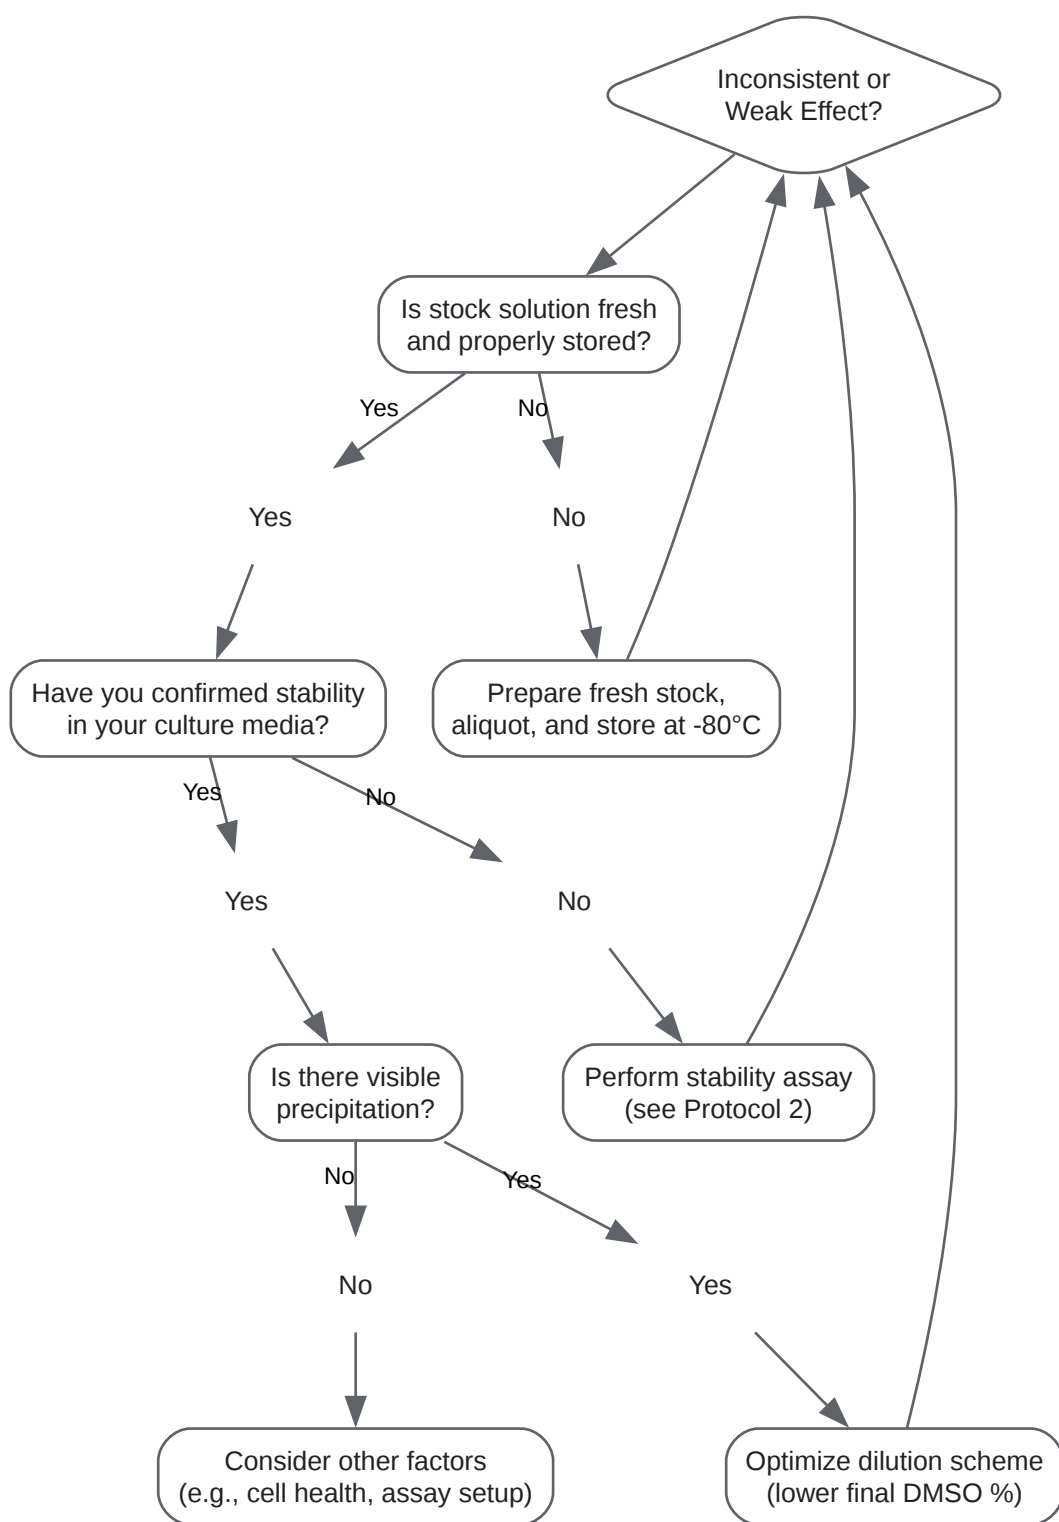 Inconsistent or
Weak Effect?
Is stock solution fresh
and properly stored?
Yes
No
Yes
No
Have you confirmed stability
in your culture media?
Prepare fresh stock,
aliquot, and store at -80°C
Yes
No
Yes
No
Is there visible
precipitation?
Perform stability assay
(see Protocol 2)
No
Yes
No
Yes
Consider other factors
(e.g., cell health, assay setup)
Optimize dilution scheme
(lower final DMSO %)